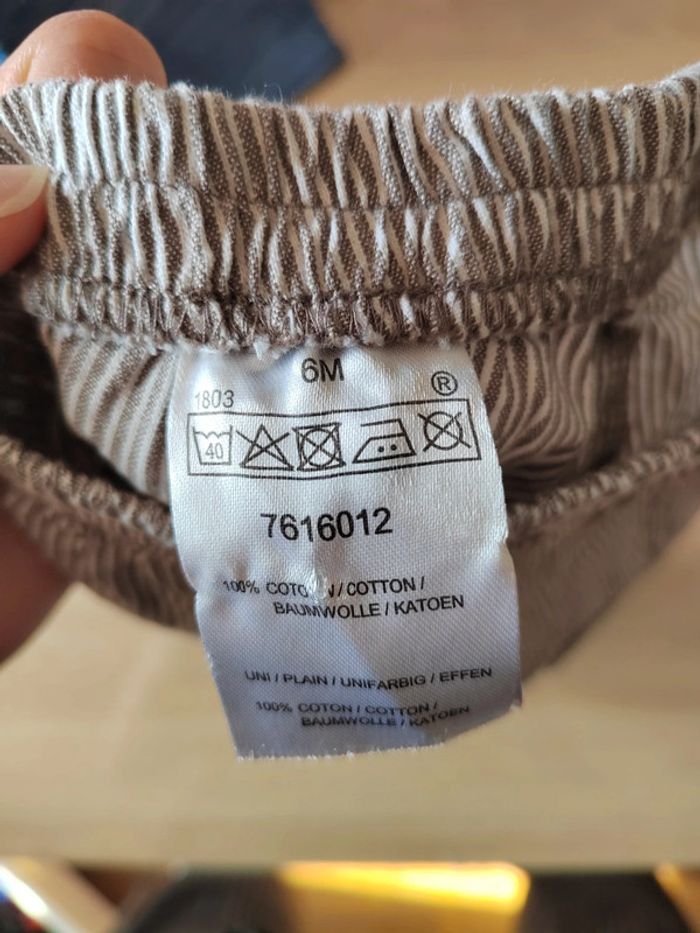 6M
1803 ®
40
7616012
100% COTON / COTTON /
BAUMWOLLE / KATOEN
UNI / PLAIN / UNIFARBIG / EFFEN
100% COTON / COTTON /
BAUMWOLLE / KATOEN